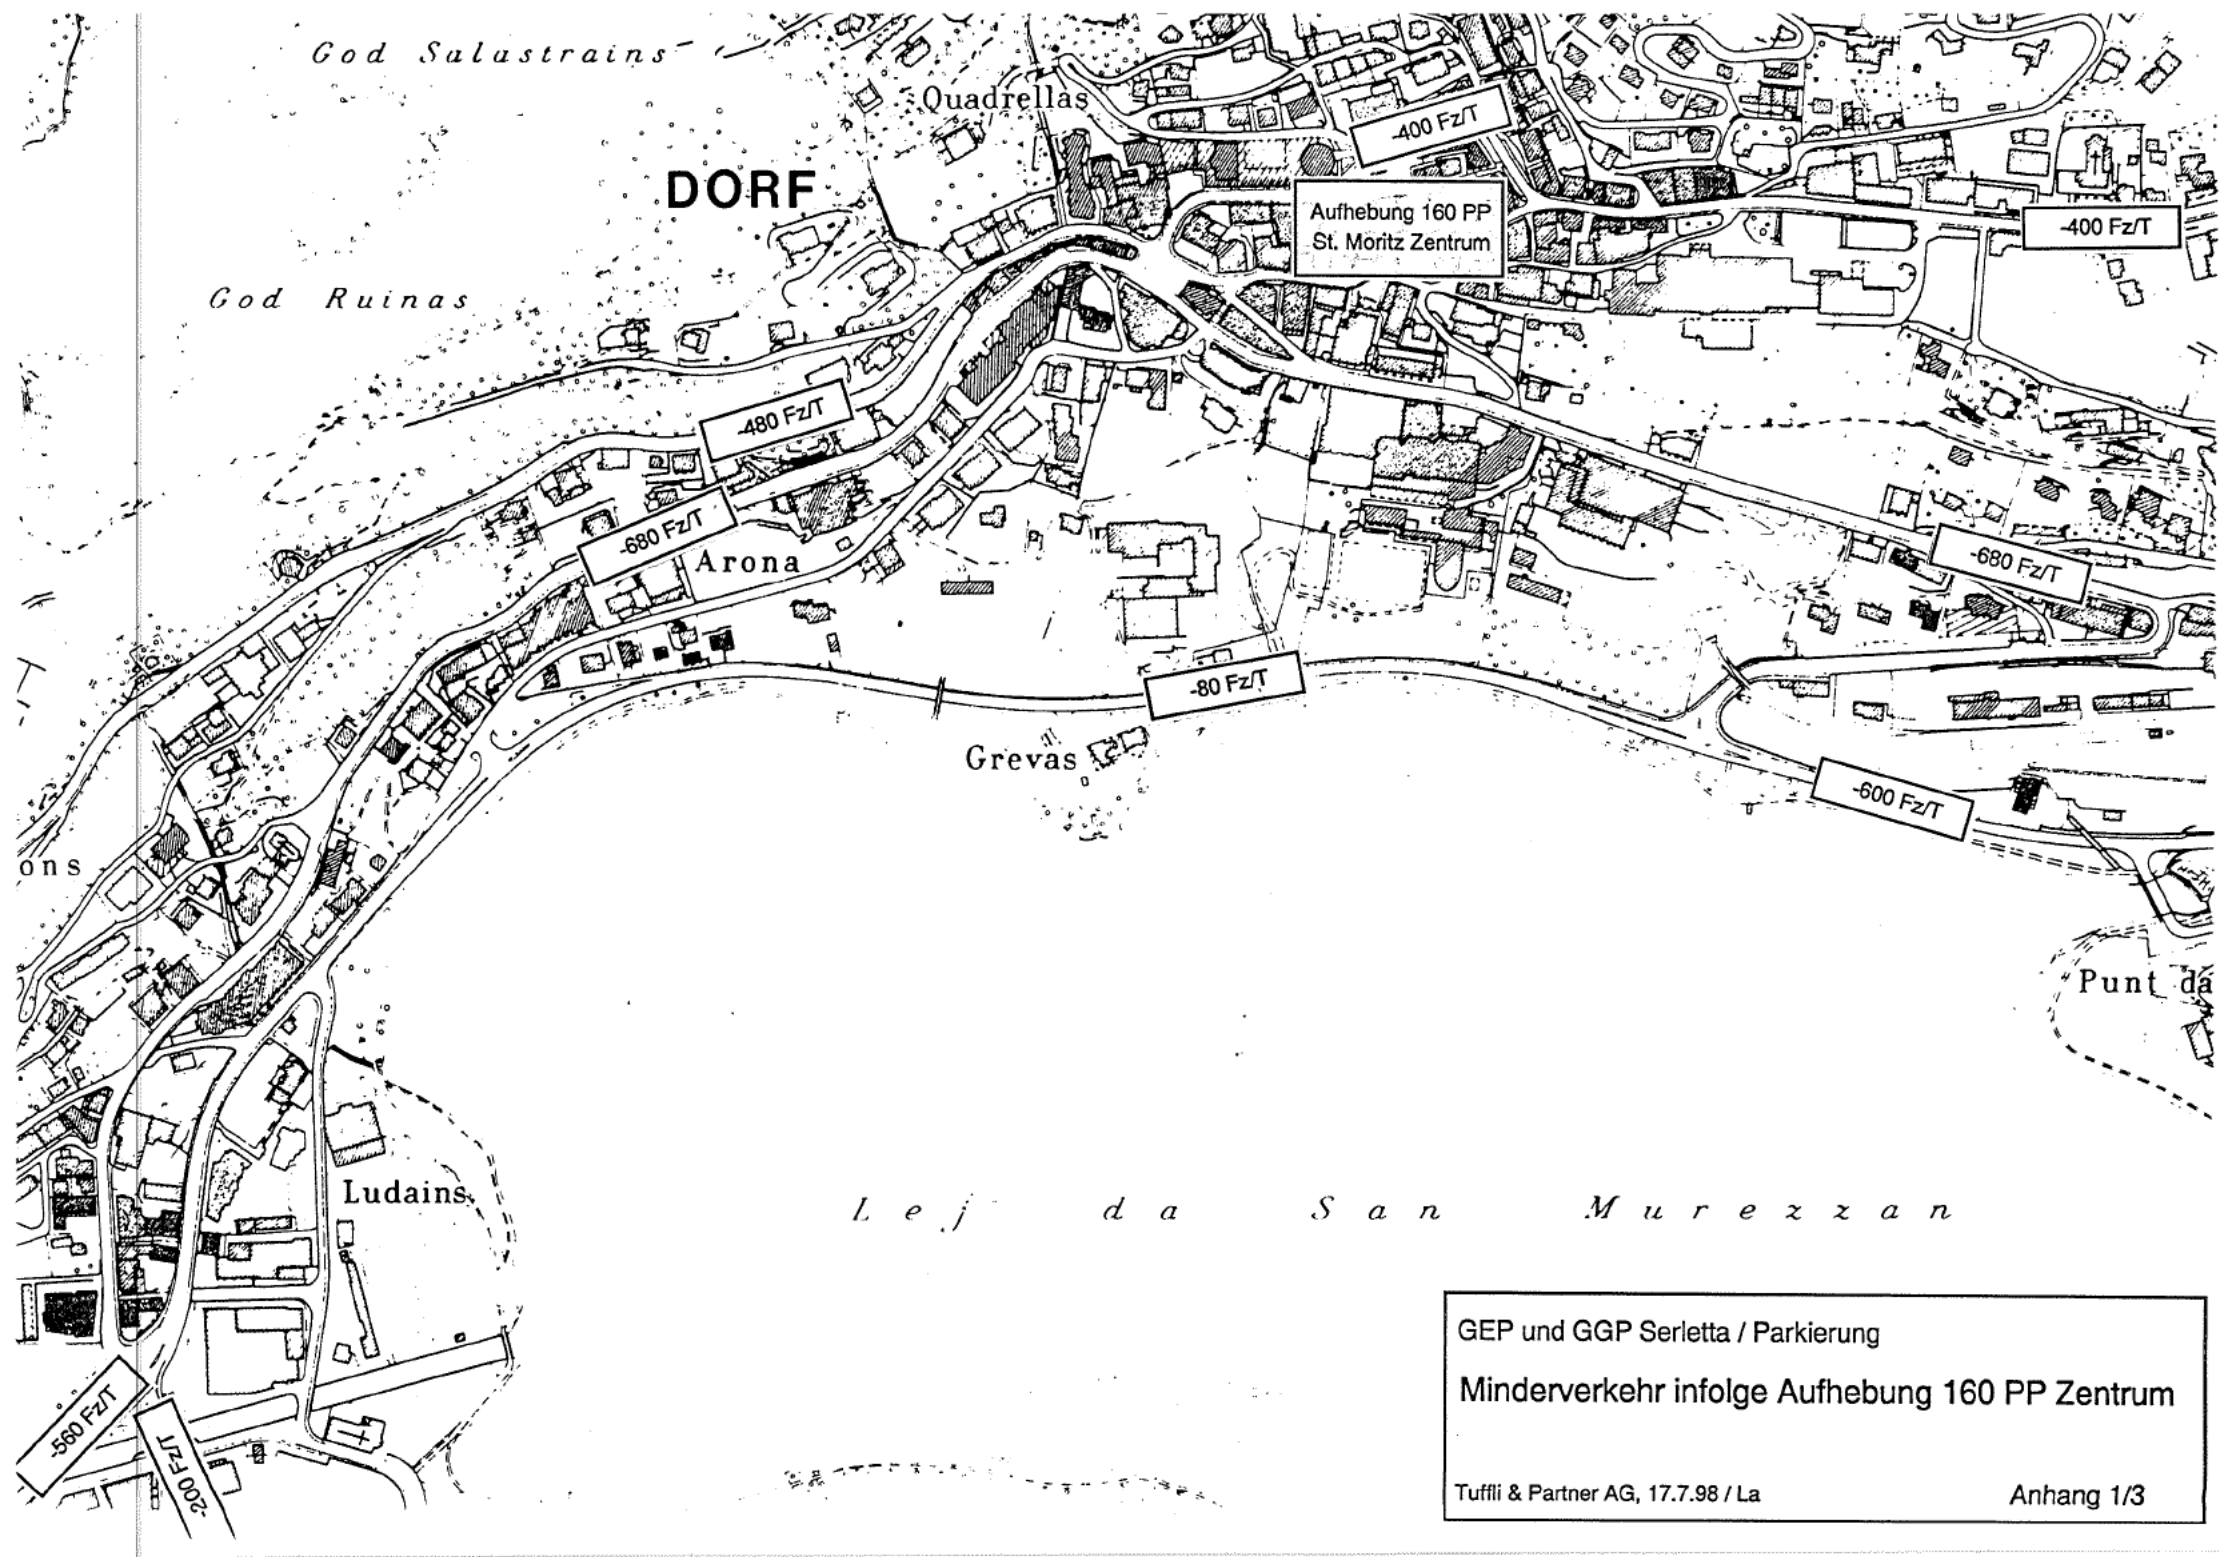 God Salastrains
Quadrellas
-400 Fz/T
DORF
Aufhebung 160 PP
St. Moritz Zentrum
-400 Fz/T
God Ruinas
-480 Fz/T
-680 Fz/T
Arona
-680 Fz/T
-80 Fz/T
Grevas
-600 Fz/T
ons
Punt da
Ludains
Lej da San Murezzan
-560 Fz/T
-200 Fz/T
GEP und GGP Serletta / Parkierung
Minderverkehr infolge Aufhebung 160 PP Zentrum
Tuffli & Partner AG, 17.7.98 / La
Anhang 1/3